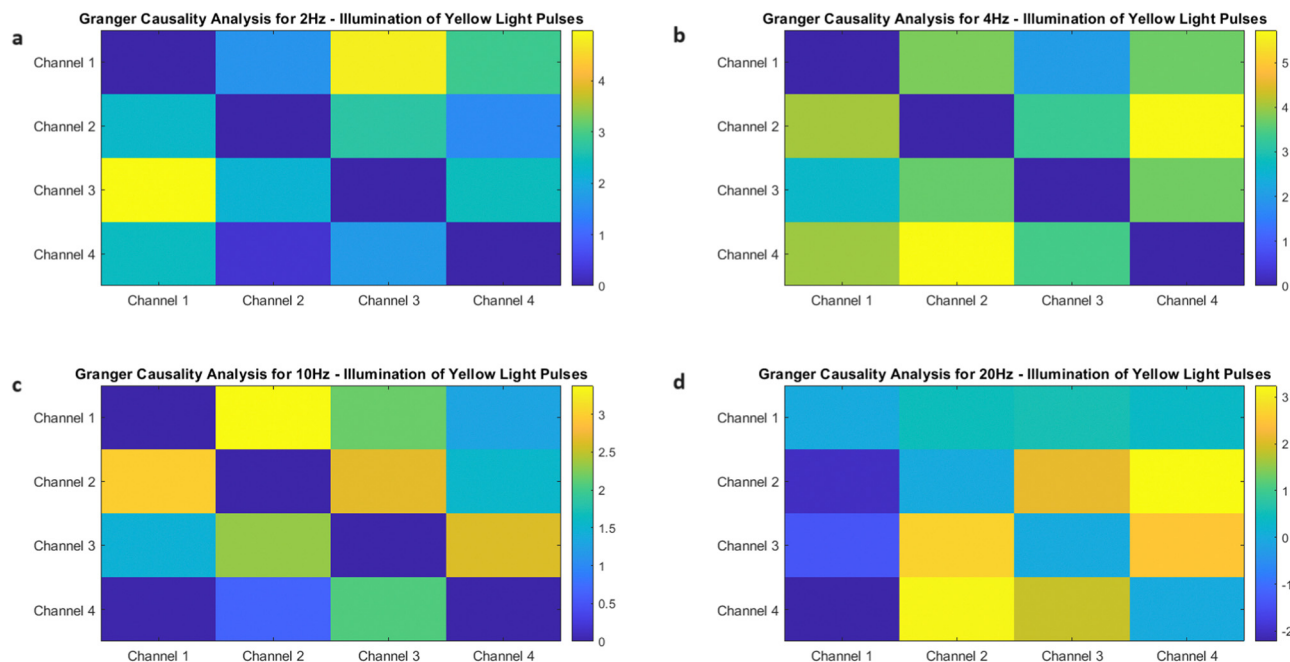 a
Granger Causality Analysis for 2Hz - Illumination of Yellow Light Pulses
Channel 1
Channel 2
Channel 3
Channel 4
Channel 1 Channel 2 Channel 3 Channel 4
4
3
2
1
0
b
Granger Causality Analysis for 4Hz - Illumination of Yellow Light Pulses
Channel 1
Channel 2
Channel 3
Channel 4
Channel 1 Channel 2 Channel 3 Channel 4
5
4
3
2
1
0
c
Granger Causality Analysis for 10Hz - Illumination of Yellow Light Pulses
Channel 1
Channel 2
Channel 3
Channel 4
Channel 1 Channel 2 Channel 3 Channel 4
3
2.5
2
1.5
1
0.5
0
d
Granger Causality Analysis for 20Hz - Illumination of Yellow Light Pulses
Channel 1
Channel 2
Channel 3
Channel 4
Channel 1 Channel 2 Channel 3 Channel 4
3
2
1
0
-1
-2